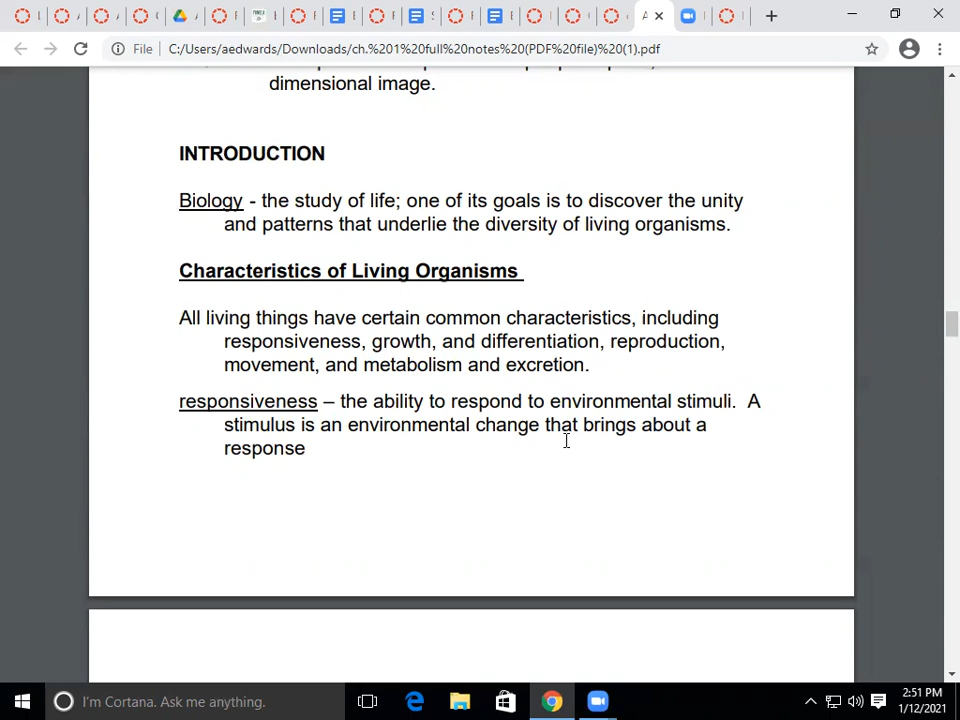 File
C:/Users/aedwards/Downloads/ch.%201%20full%20notes%20(PDF%20file)%20(1).pdf
dimensional image.
INTRODUCTION
Biology - the study of life; one of its goals is to discover the unity
and patterns that underlie the diversity of living organisms.
Characteristics of Living Organisms
All living things have certain common characteristics, including
responsiveness, growth, and differentiation, reproduction,
movement, and metabolism and excretion.
responsiveness – the ability to respond to environmental stimuli.  A
stimulus is an environmental change that brings about a
response
I'm Cortana. Ask me anything.
2:51 PM
1/12/2021